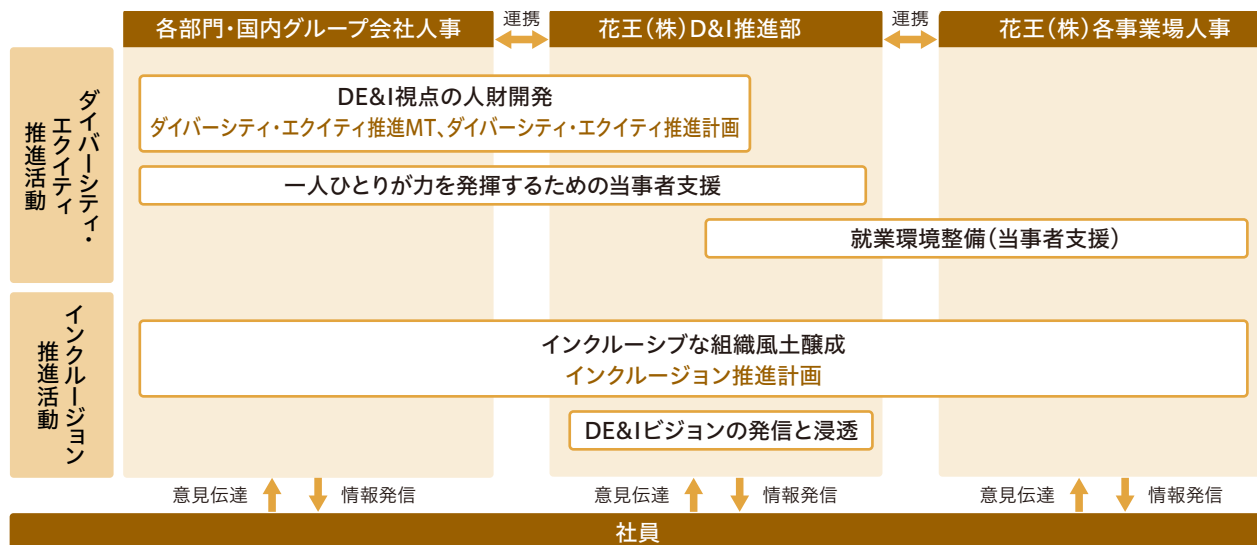 各部門・国内グループ会社人事
連携
花王(株)D&I推進部
連携
花王(株)各事業場人事
ダイバーシティ・
エクイティ
推進活動
DE&I視点の人財開発
ダイバーシティ・エクイティ推進MT、ダイバーシティ・エクイティ推進計画
一人ひとりが力を発揮するための当事者支援
就業環境整備(当事者支援)
インクルージョン
推進活動
インクルーシブな組織風土醸成
インクルージョン推進計画
DE&Iビジョンの発信と浸透
意見伝達
情報発信
意見伝達
情報発信
意見伝達
情報発信
社員